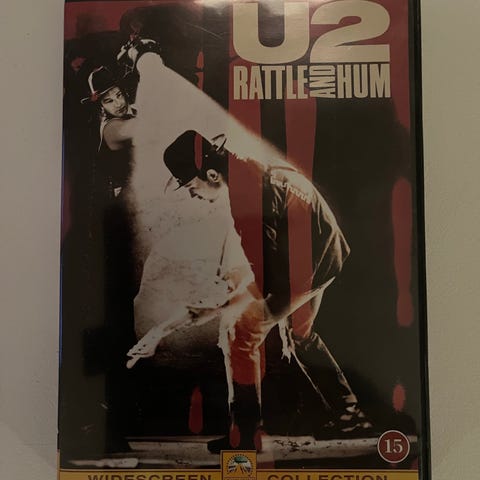 U2
RATTLE AND HUM
15
WIDESCREEN COLLECTION